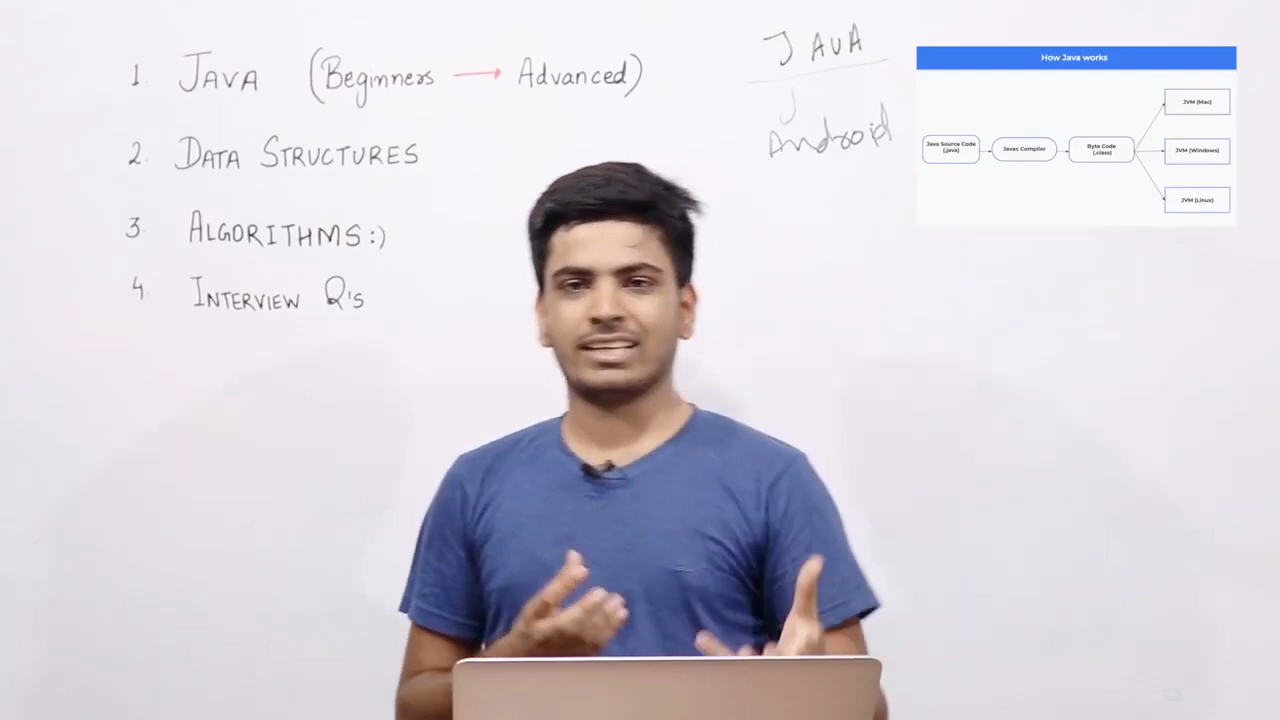 1. JAVA (Beginners → Advanced)
2. DATA STRUCTURES
3. ALGORITHMS:)
4. INTERVIEW Q's
JAVA
Android
How Java works
Java Source Code
(.java)
Javac Compiler
Byte Code
(.class)
JVM (Mac)
JVM (Windows)
JVM (Linux)